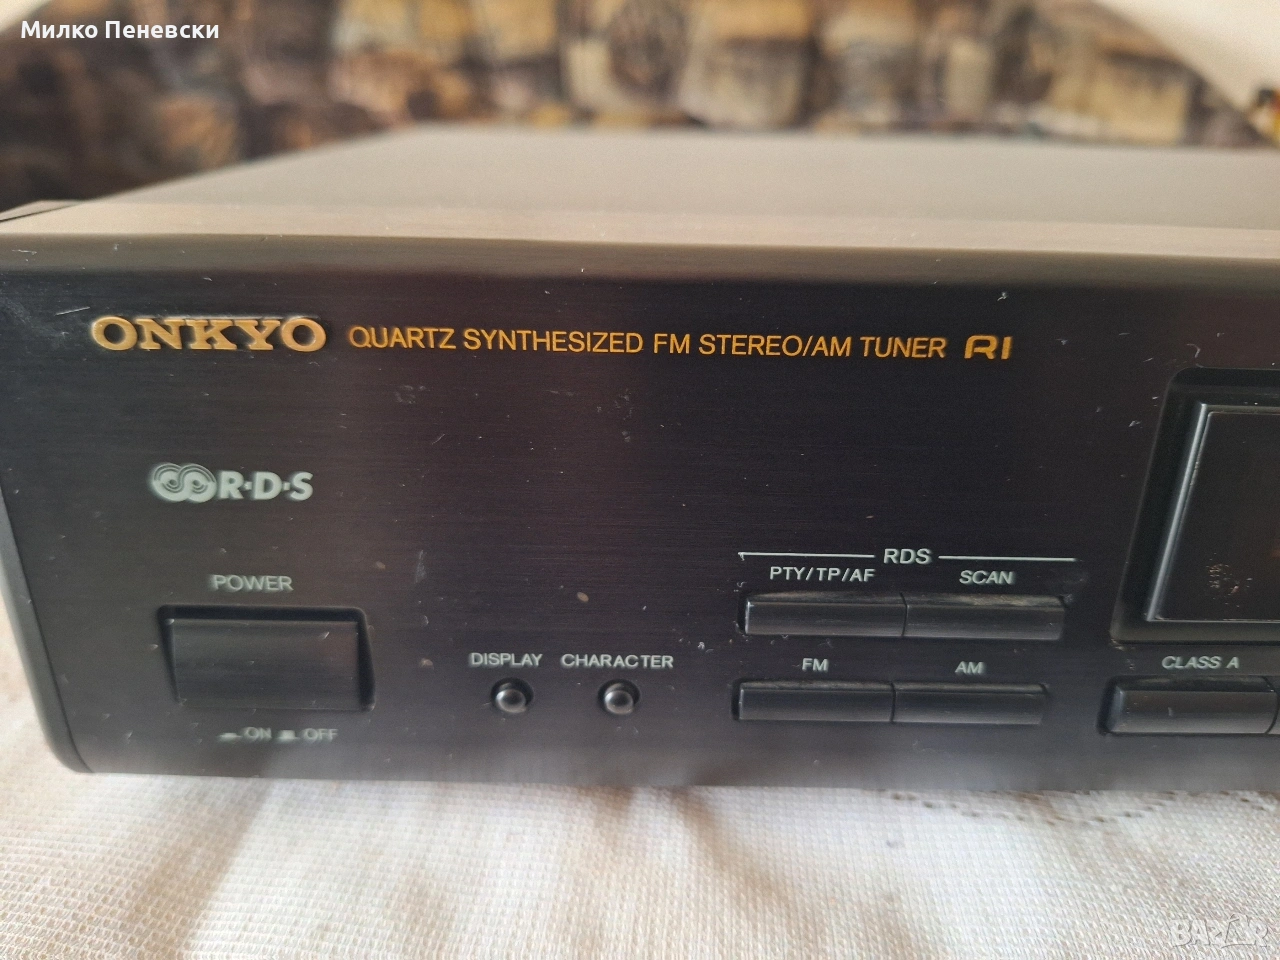 Милко Пеневски
ONKYO QUARTZ SYNTHESIZED FM STEREO/AM TUNER RI
R·D·S
POWER
ON OFF
DISPLAY CHARACTER
RDS
PTY/TP/AF SCAN
FM AM
CLASS A
BAZAR